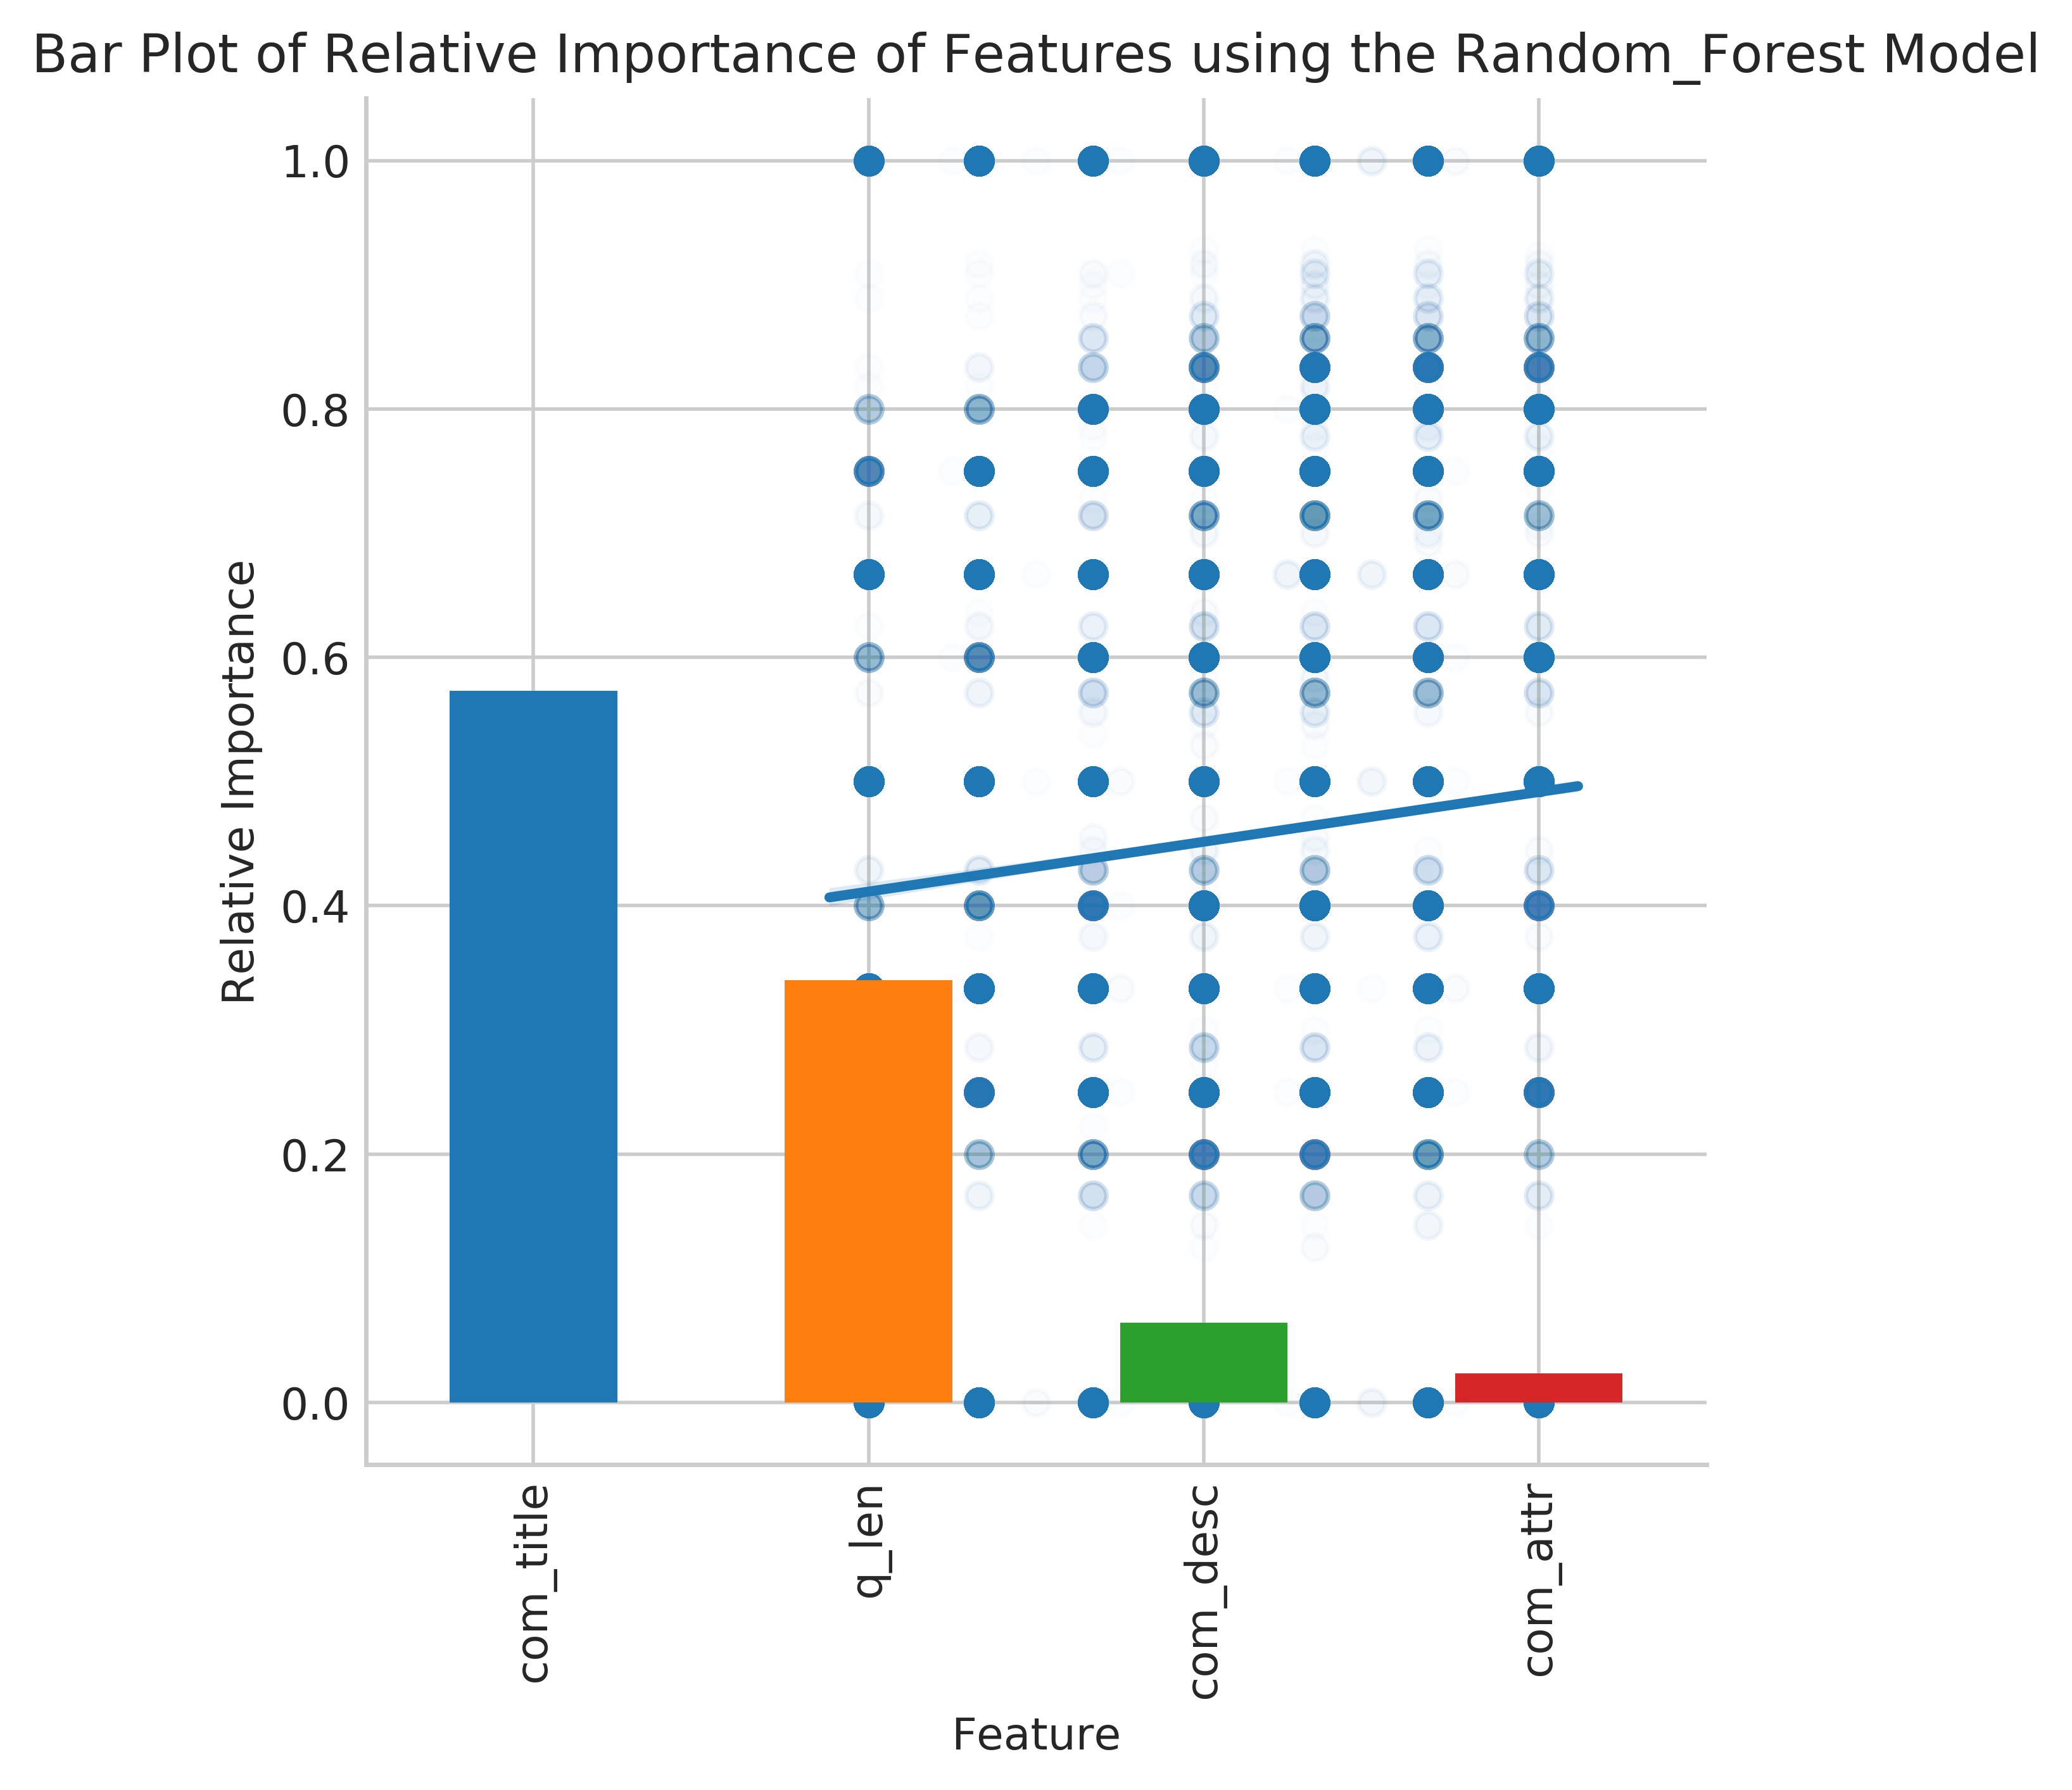 Bar Plot of Relative Importance of Features using the Random_Forest Model
1.0
0.8
0.6
0.4
0.2
0.0
Relative Importance
com_title
q_len
com_desc
com_attr
Feature